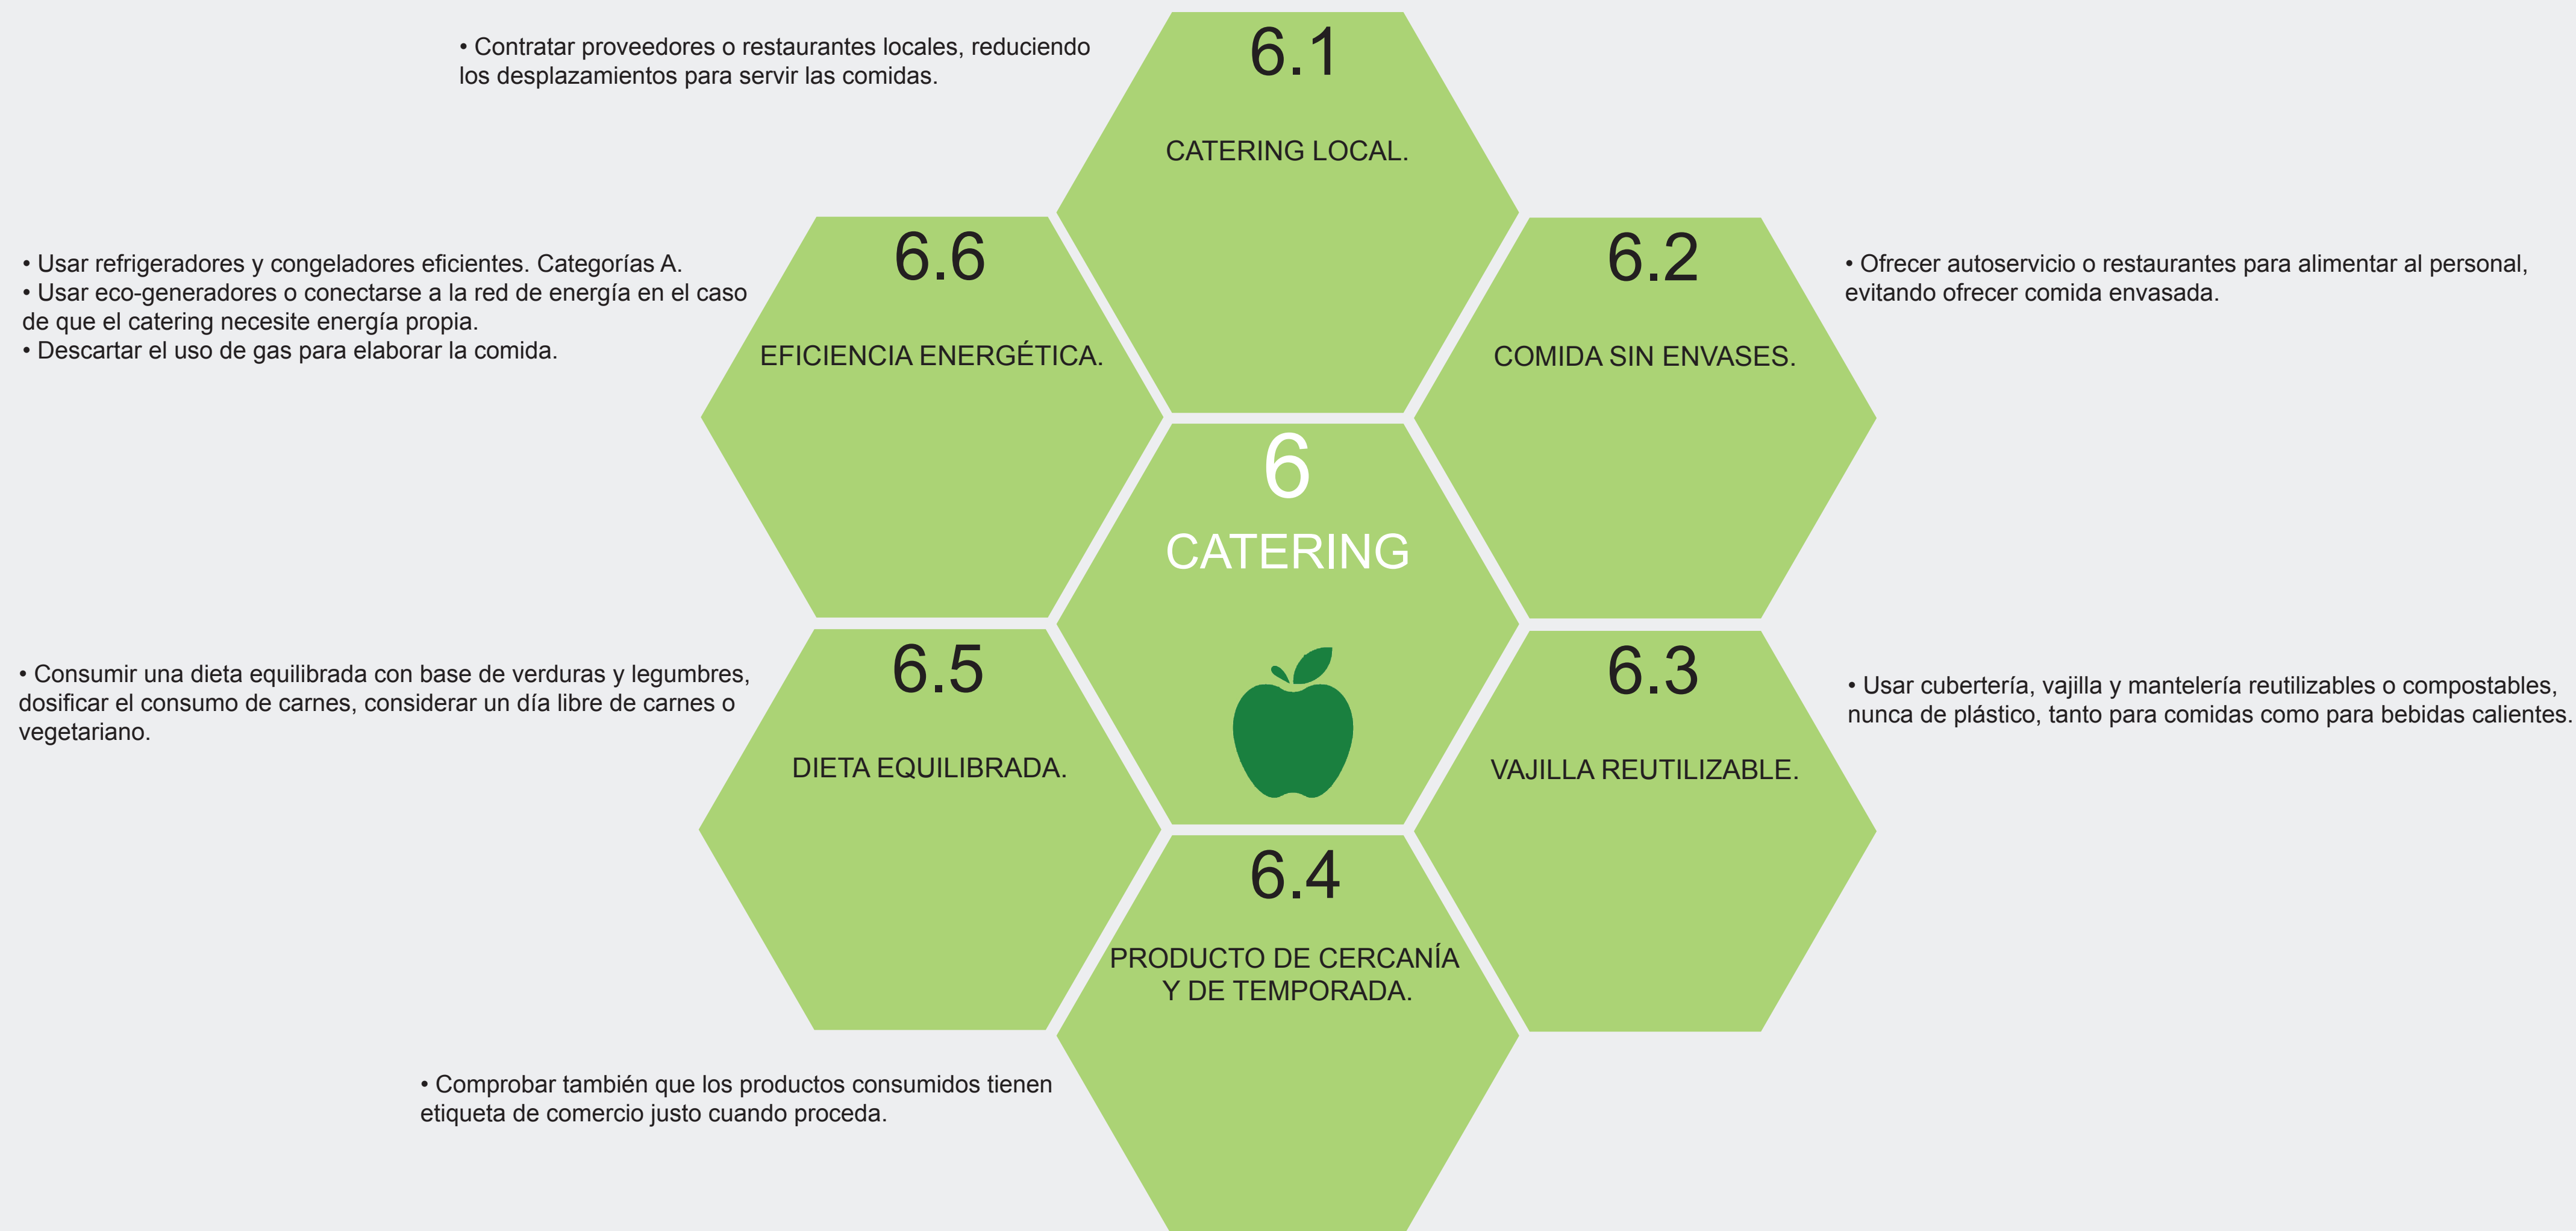 6
CATERING
6.1
CATERING LOCAL.
• Contratar proveedores o restaurantes locales, reduciendo
los desplazamientos para servir las comidas.
6.2
COMIDA SIN ENVASES.
• Ofrecer autoservicio o restaurantes para alimentar al personal,
evitando ofrecer comida envasada.
6.3
VAJILLA REUTILIZABLE.
• Usar cubertería, vajilla y mantelería reutilizables o compostables,
nunca de plástico, tanto para comidas como para bebidas calientes.
6.4
PRODUCTO DE CERCANÍA
Y DE TEMPORADA.
• Comprobar también que los productos consumidos tienen
etiqueta de comercio justo cuando proceda.
6.5
DIETA EQUILIBRADA.
• Consumir una dieta equilibrada con base de verduras y legumbres,
dosificar el consumo de carnes, considerar un día libre de carnes o
vegetariano.
6.6
EFICIENCIA ENERGÉTICA.
• Usar refrigeradores y congeladores eficientes. Categorías A.
• Usar eco-generadores o conectarse a la red de energía en el caso
de que el catering necesite energía propia.
• Descartar el uso de gas para elaborar la comida.